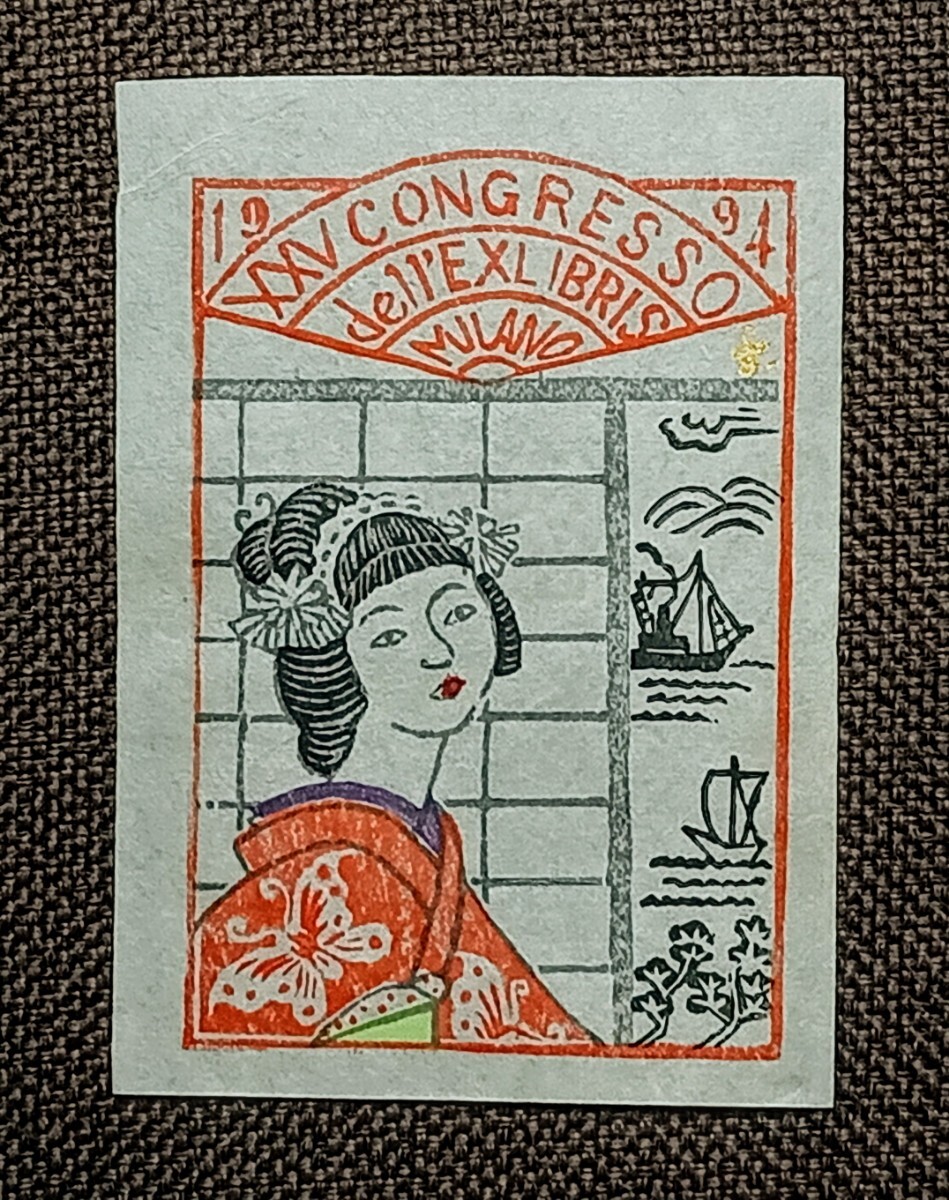 19 94
XXV CONGRESSO
dell'EXLIBRIS
MILANO